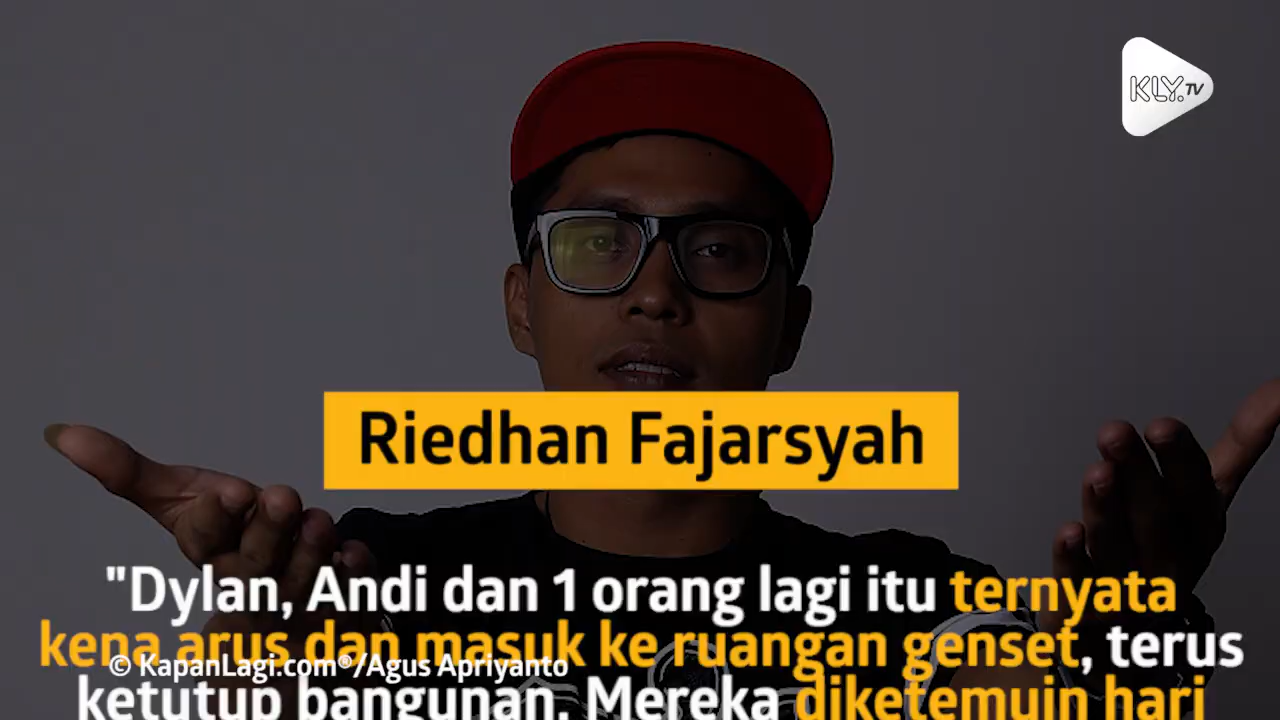 KLY.TV
Riedhan Fajarsyah
"Dylan, Andi dan 1 orang lagi itu ternyata
kena arus dan masuk ke ruangan genset, terus
© KapanLagi.com®/Agus Apriyanto
ketutup bangunan. Mereka diketemuin hari